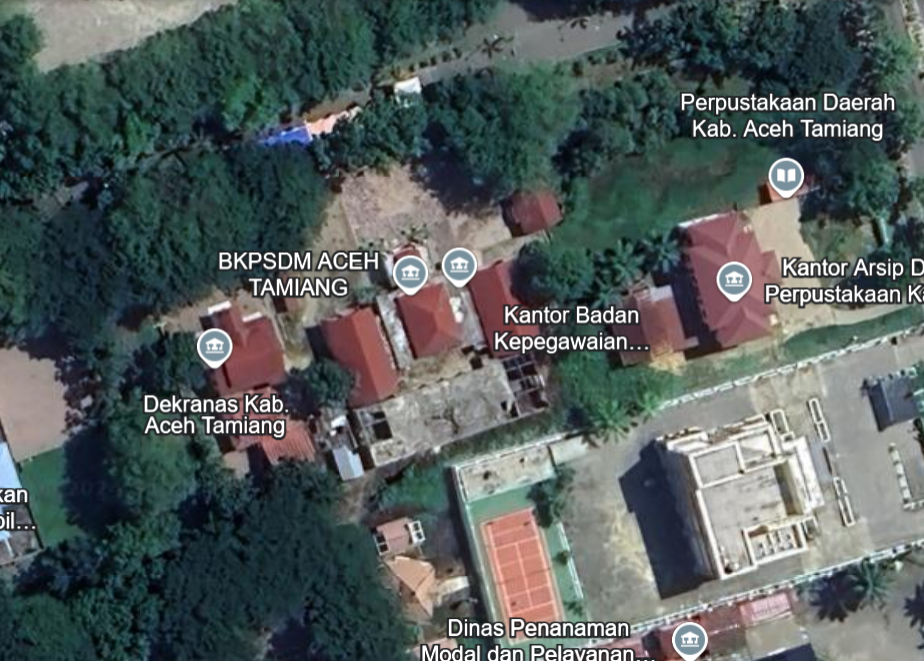 Perpustakaan Daerah
Kab. Aceh Tamiang
BKPSDM ACEH
TAMIANG
Kantor Arsip D
Perpustakaan K
Kantor Badan
Kepegawaian...
Dekranas Kab.
Aceh Tamiang
kan
oil...
Dinas Penanaman
Modal dan Pelayanan...